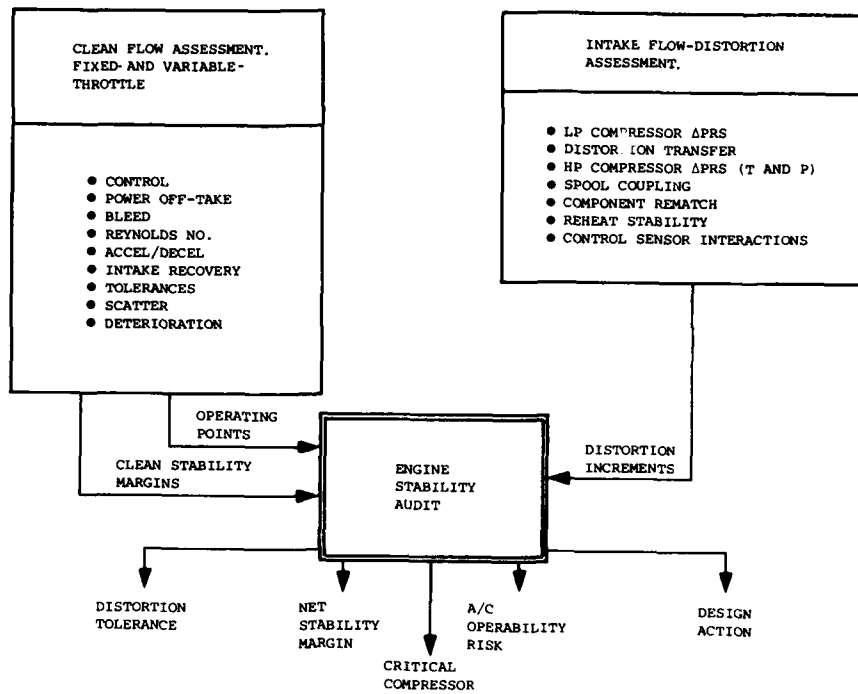 CLEAN FLOW ASSESSMENT.
FIXED- AND VARIABLE-
THROTTLE
● CONTROL
● POWER OFF-TAKE
● BLEED
● REYNOLDS NO.
● ACCEL/DECEL
● INTAKE RECOVERY
● TOLERANCES
● SCATTER
● DETERIORATION
INTAKE FLOW-DISTORTION
ASSESSMENT.
● LP COMPRESSOR ΔPRS
● DISTORTION TRANSFER
● HP COMPRESSOR ΔPRS (T AND P)
● SPOOL COUPLING
● COMPONENT REMATCH
● REHEAT STABILITY
● CONTROL SENSOR INTERACTIONS
OPERATING
POINTS
CLEAN STABILITY
MARGINS
ENGINE
STABILITY
AUDIT
DISTORTION
INCREMENTS
DISTORTION
TOLERANCE
NET
STABILITY
MARGIN
CRITICAL
COMPRESSOR
A/C
OPERABILITY
RISK
DESIGN
ACTION